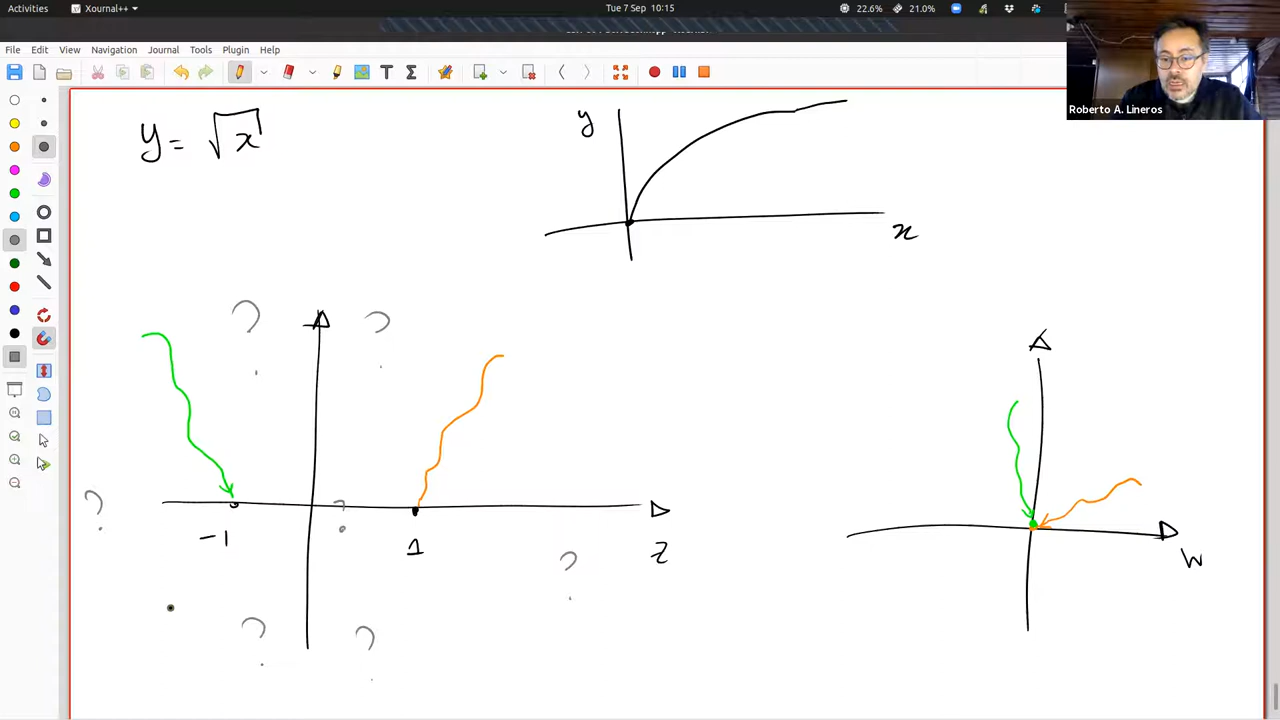 Activities
Xournal++
Tue 7 Sep 10:15
22.6%
21.0%
File Edit View Navigation Journal Tools Plugin Help
Roberto A. Lineros
y = √x
y
x
? ?
?
?
-1
1
?
z
? ?
W